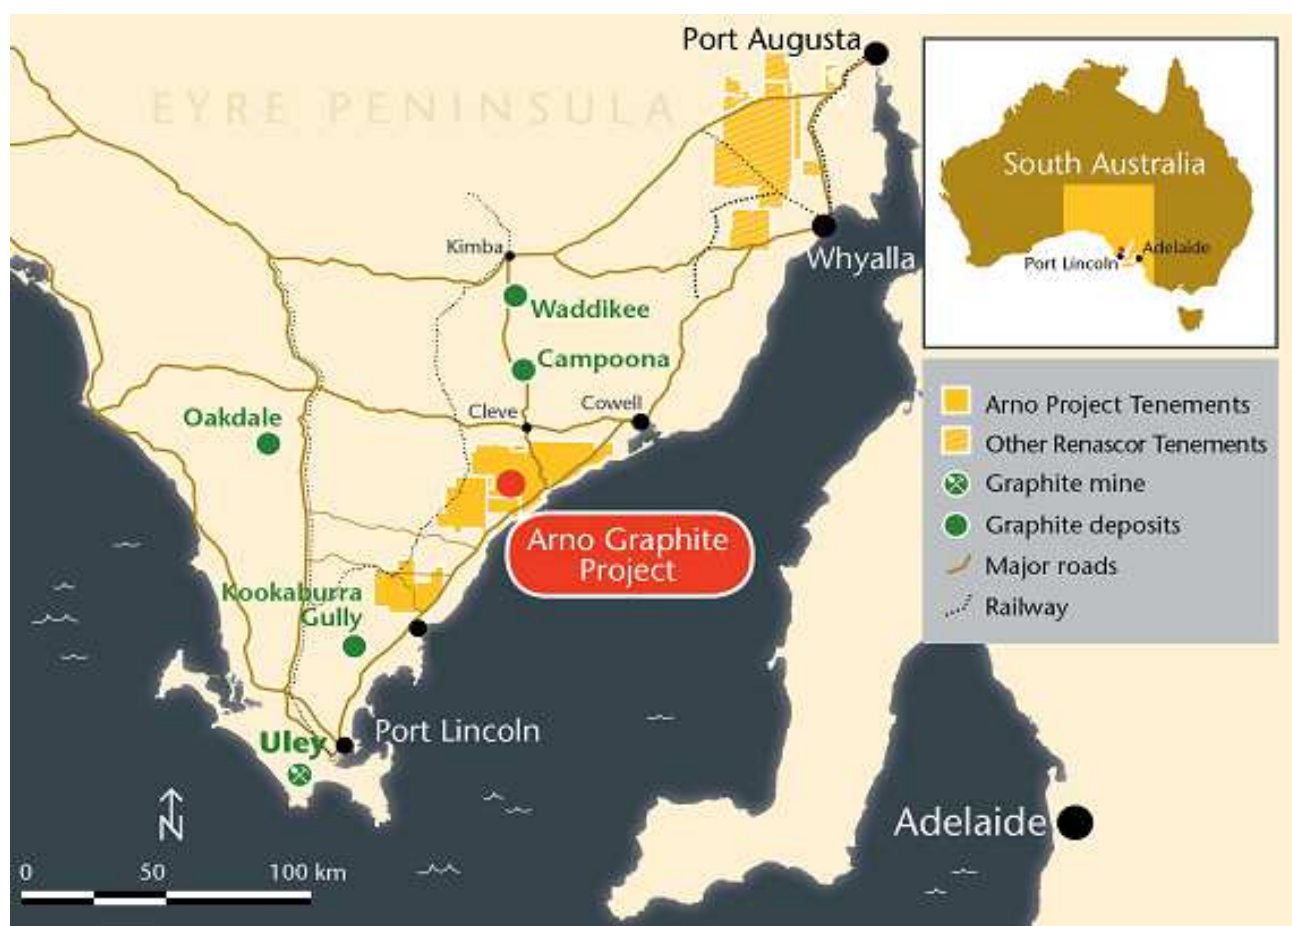 Port Augusta
EYRE PENINSULA
South Australia
Adelaide
Port Lincoln
Kimba
Whyalla
Waddikee
Campoona
Cleve
Cowell
Oakdale
Arno Graphite
Project
Kookaburra
Gully
Port Lincoln
Uley
Adelaide
N
0 50 100 km
Arno Project Tenements
Other Renascor Tenements
Graphite mine
Graphite deposits
Major roads
Railway